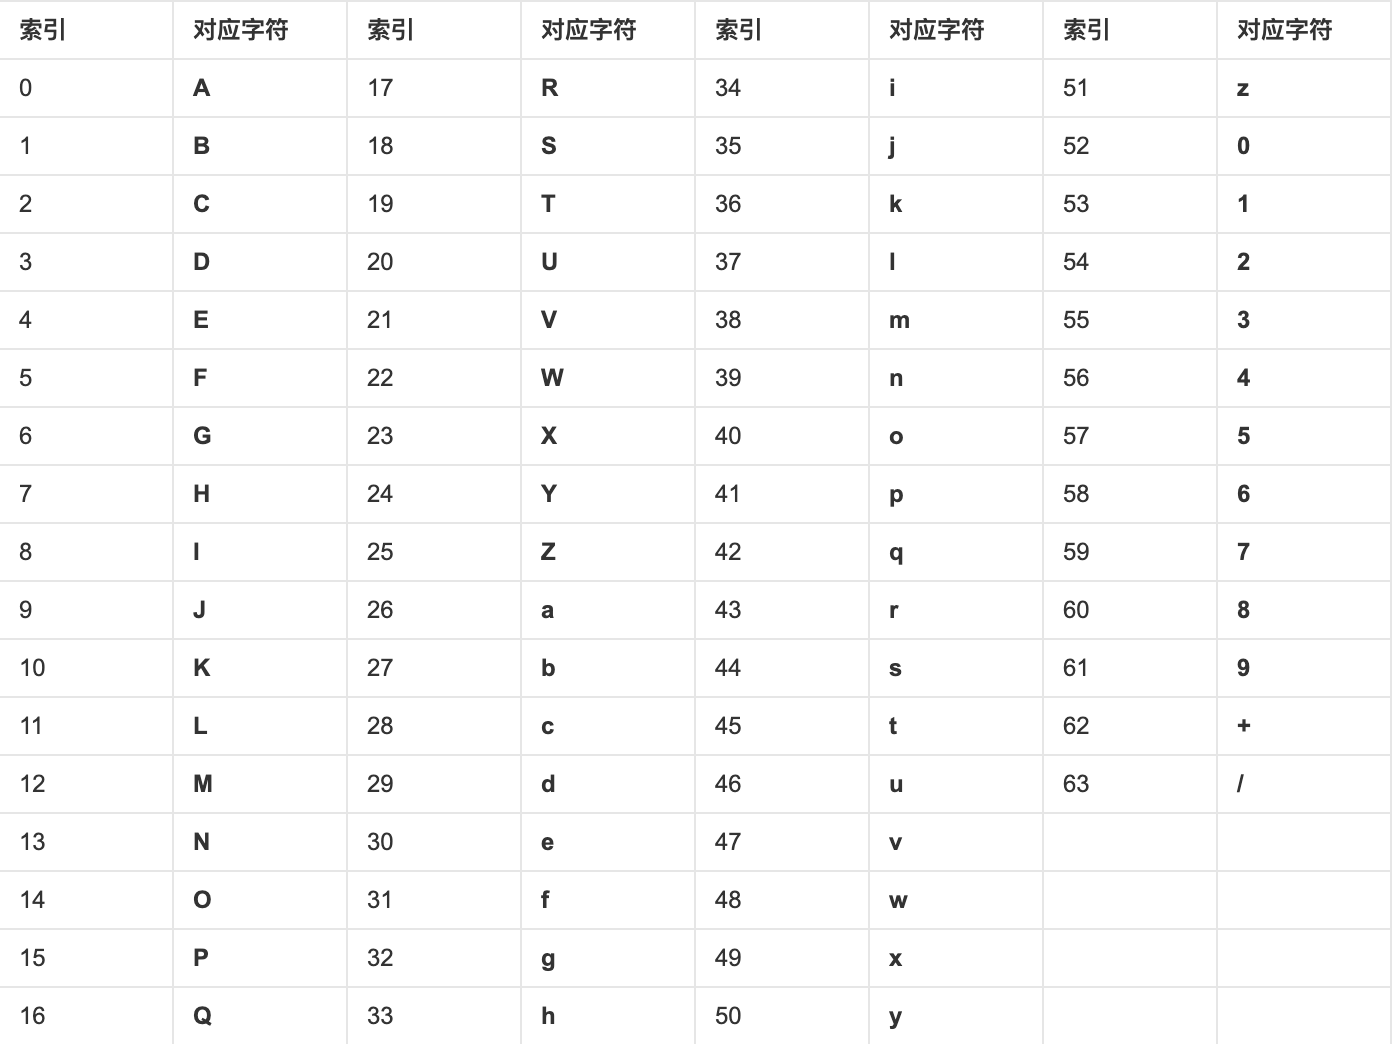 索引 对应字符 索引 对应字符 索引 对应字符 索引 对应字符
0 A 17 R 34 i 51 z
1 B 18 S 35 j 52 0
2 C 19 T 36 k 53 1
3 D 20 U 37 l 54 2
4 E 21 V 38 m 55 3
5 F 22 W 39 n 56 4
6 G 23 X 40 o 57 5
7 H 24 Y 41 p 58 6
8 I 25 Z 42 q 59 7
9 J 26 a 43 r 60 8
10 K 27 b 44 s 61 9
11 L 28 c 45 t 62 +
12 M 29 d 46 u 63 /
13 N 30 e 47 v
14 O 31 f 48 w
15 P 32 g 49 x
16 Q 33 h 50 y